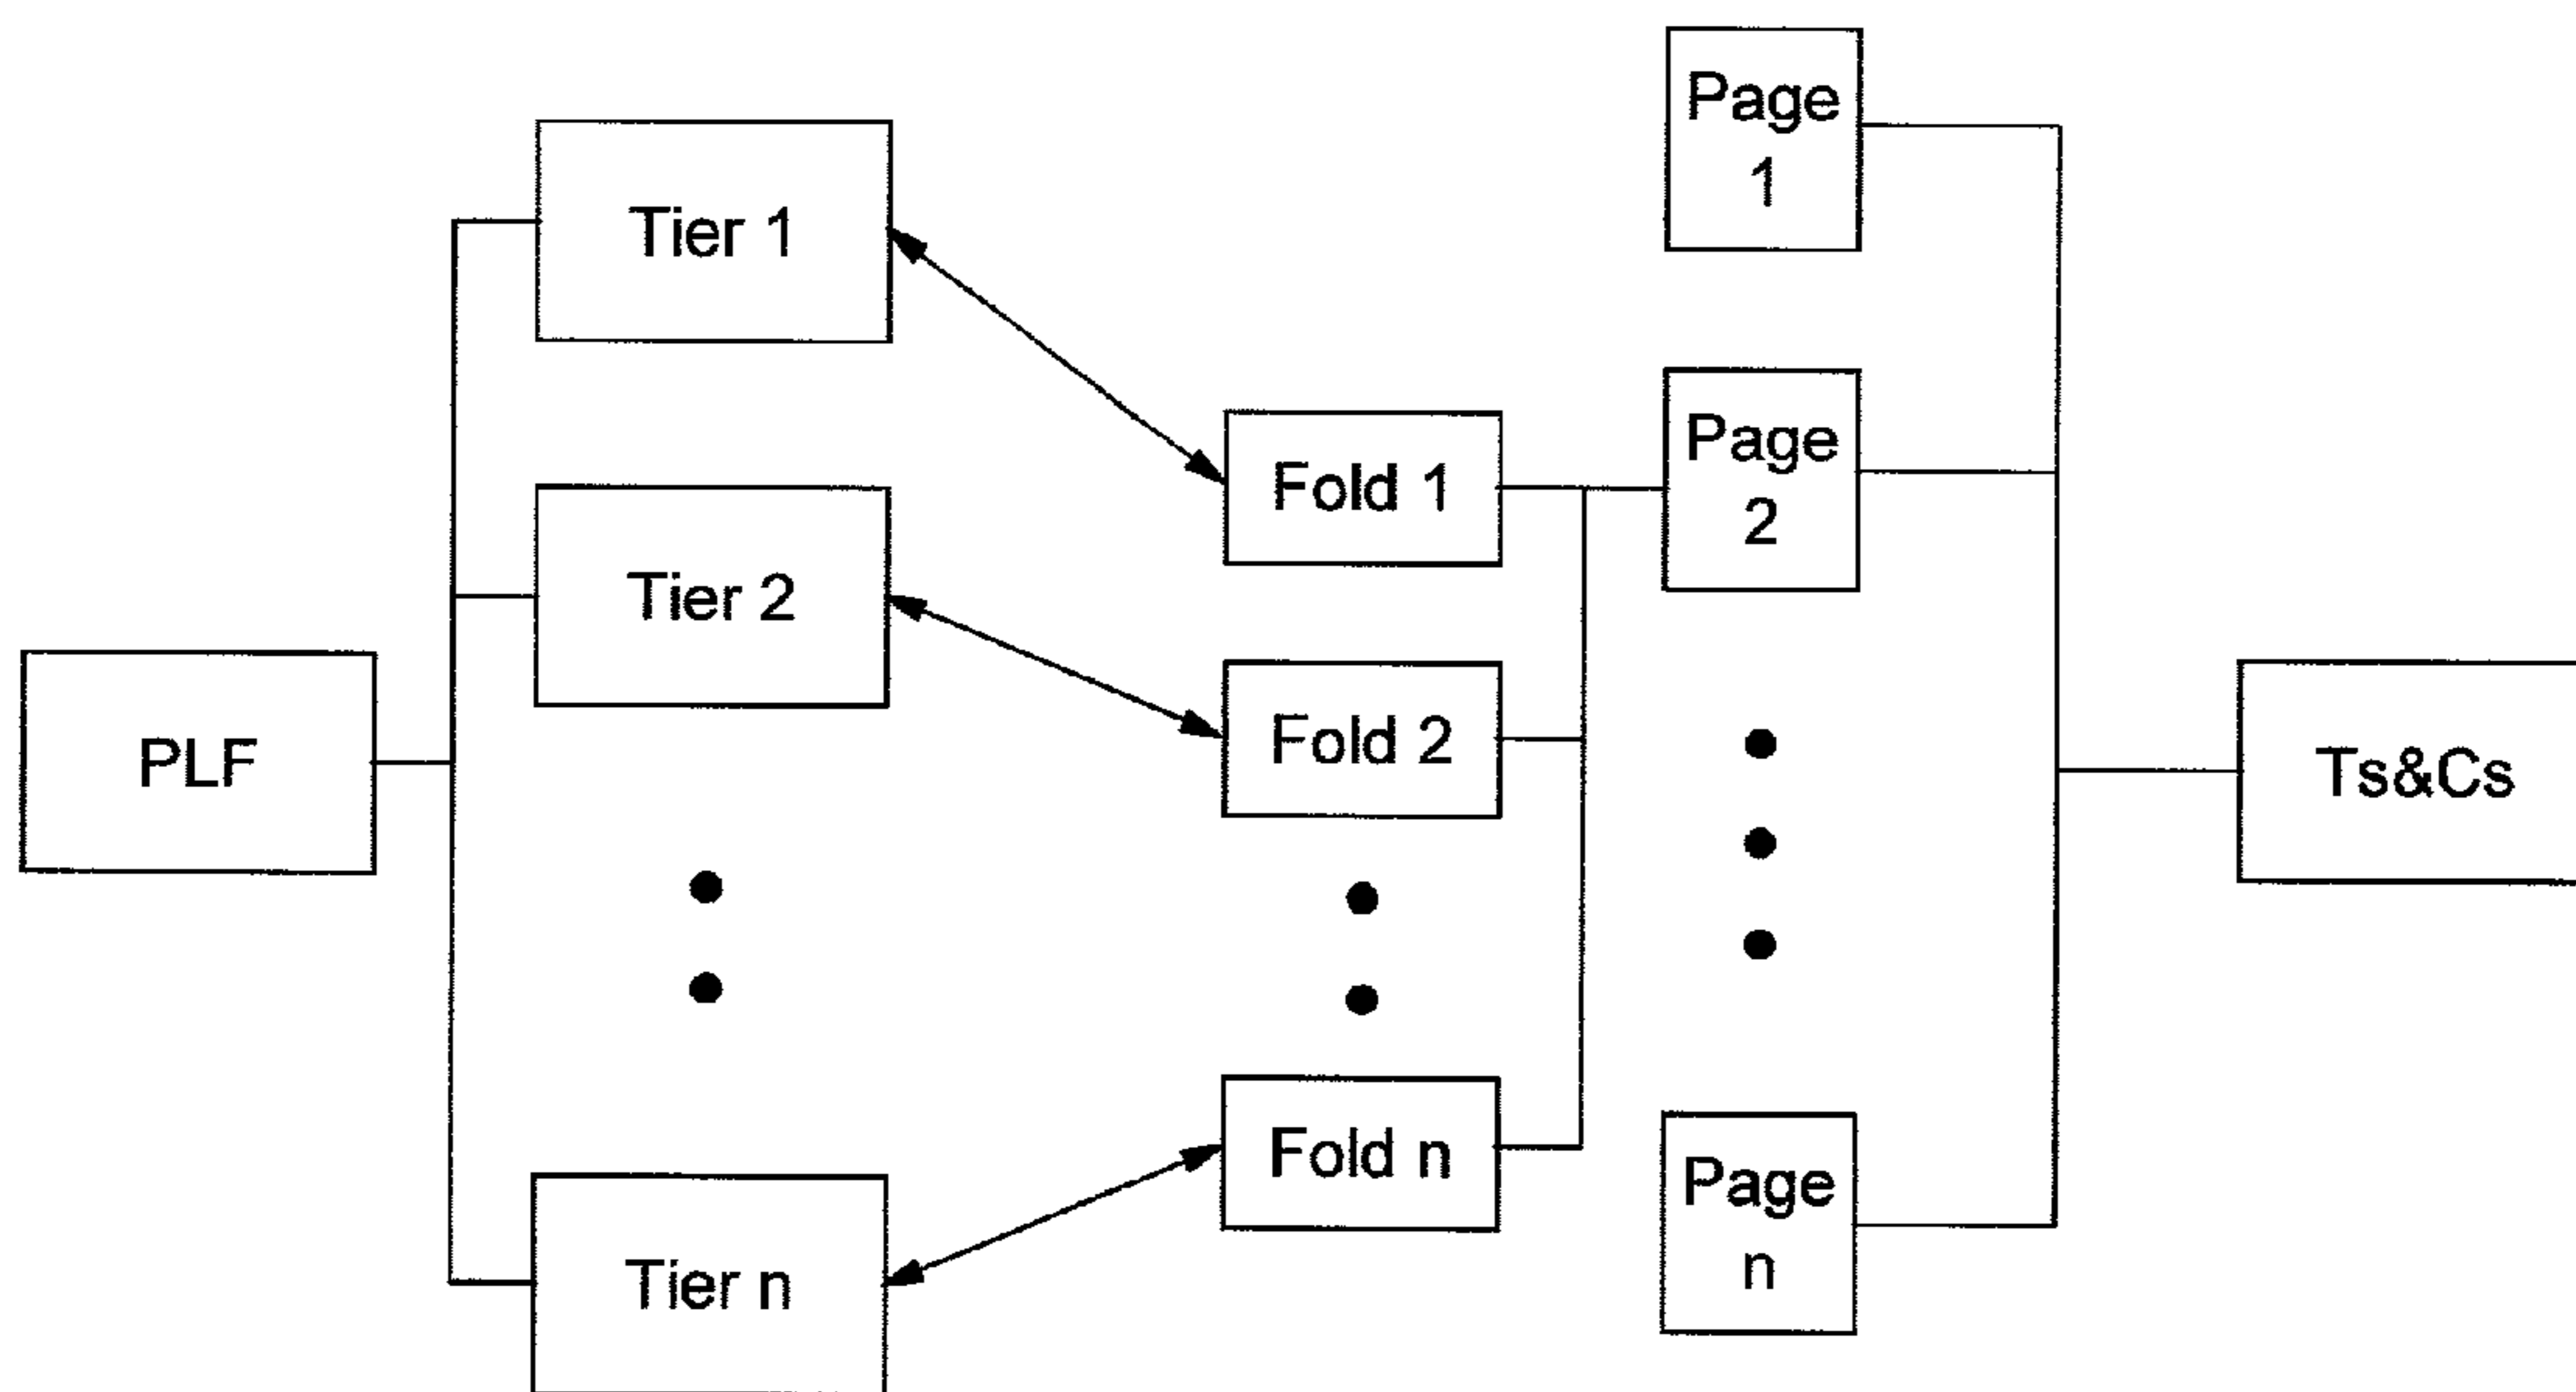 PLF
Tier 1
Tier 2
Tier n
Fold 1
Fold 2
Fold n
Page
1
Page
2
Page
n
Ts&Cs